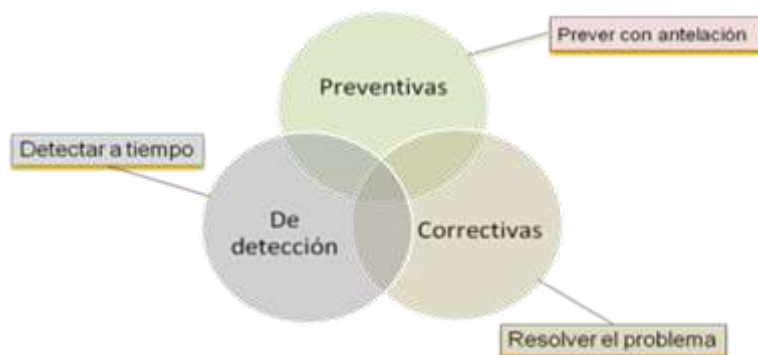 Prever con antelación
Preventivas
Detectar a tiempo
De
detección
Correctivas
Resolver el problema